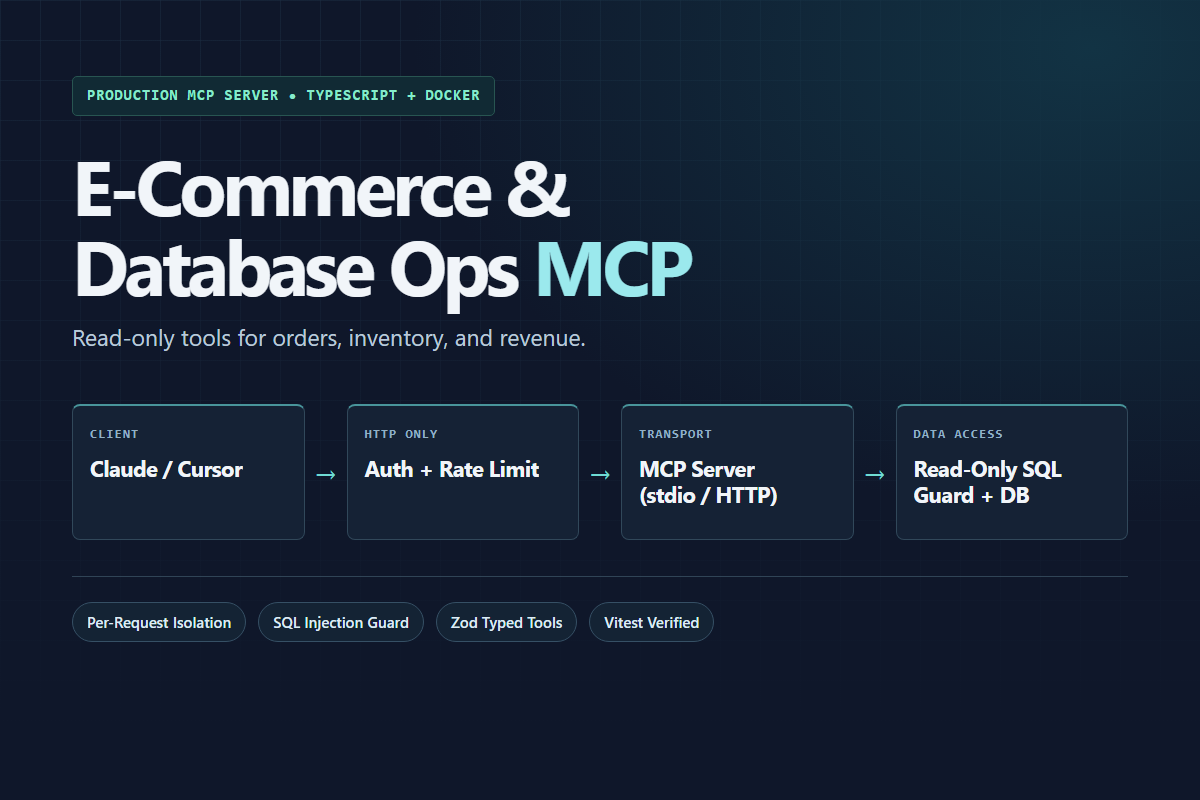 PRODUCTION MCP SERVER • TYPESCRIPT + DOCKER
E-Commerce &
Database Ops MCP
Read-only tools for orders, inventory, and revenue.
CLIENT
Claude / Cursor
→
HTTP ONLY
Auth + Rate Limit
→
TRANSPORT
MCP Server
(stdio / HTTP)
→
DATA ACCESS
Read-Only SQL
Guard + DB
Per-Request Isolation
SQL Injection Guard
Zod Typed Tools
Vitest Verified